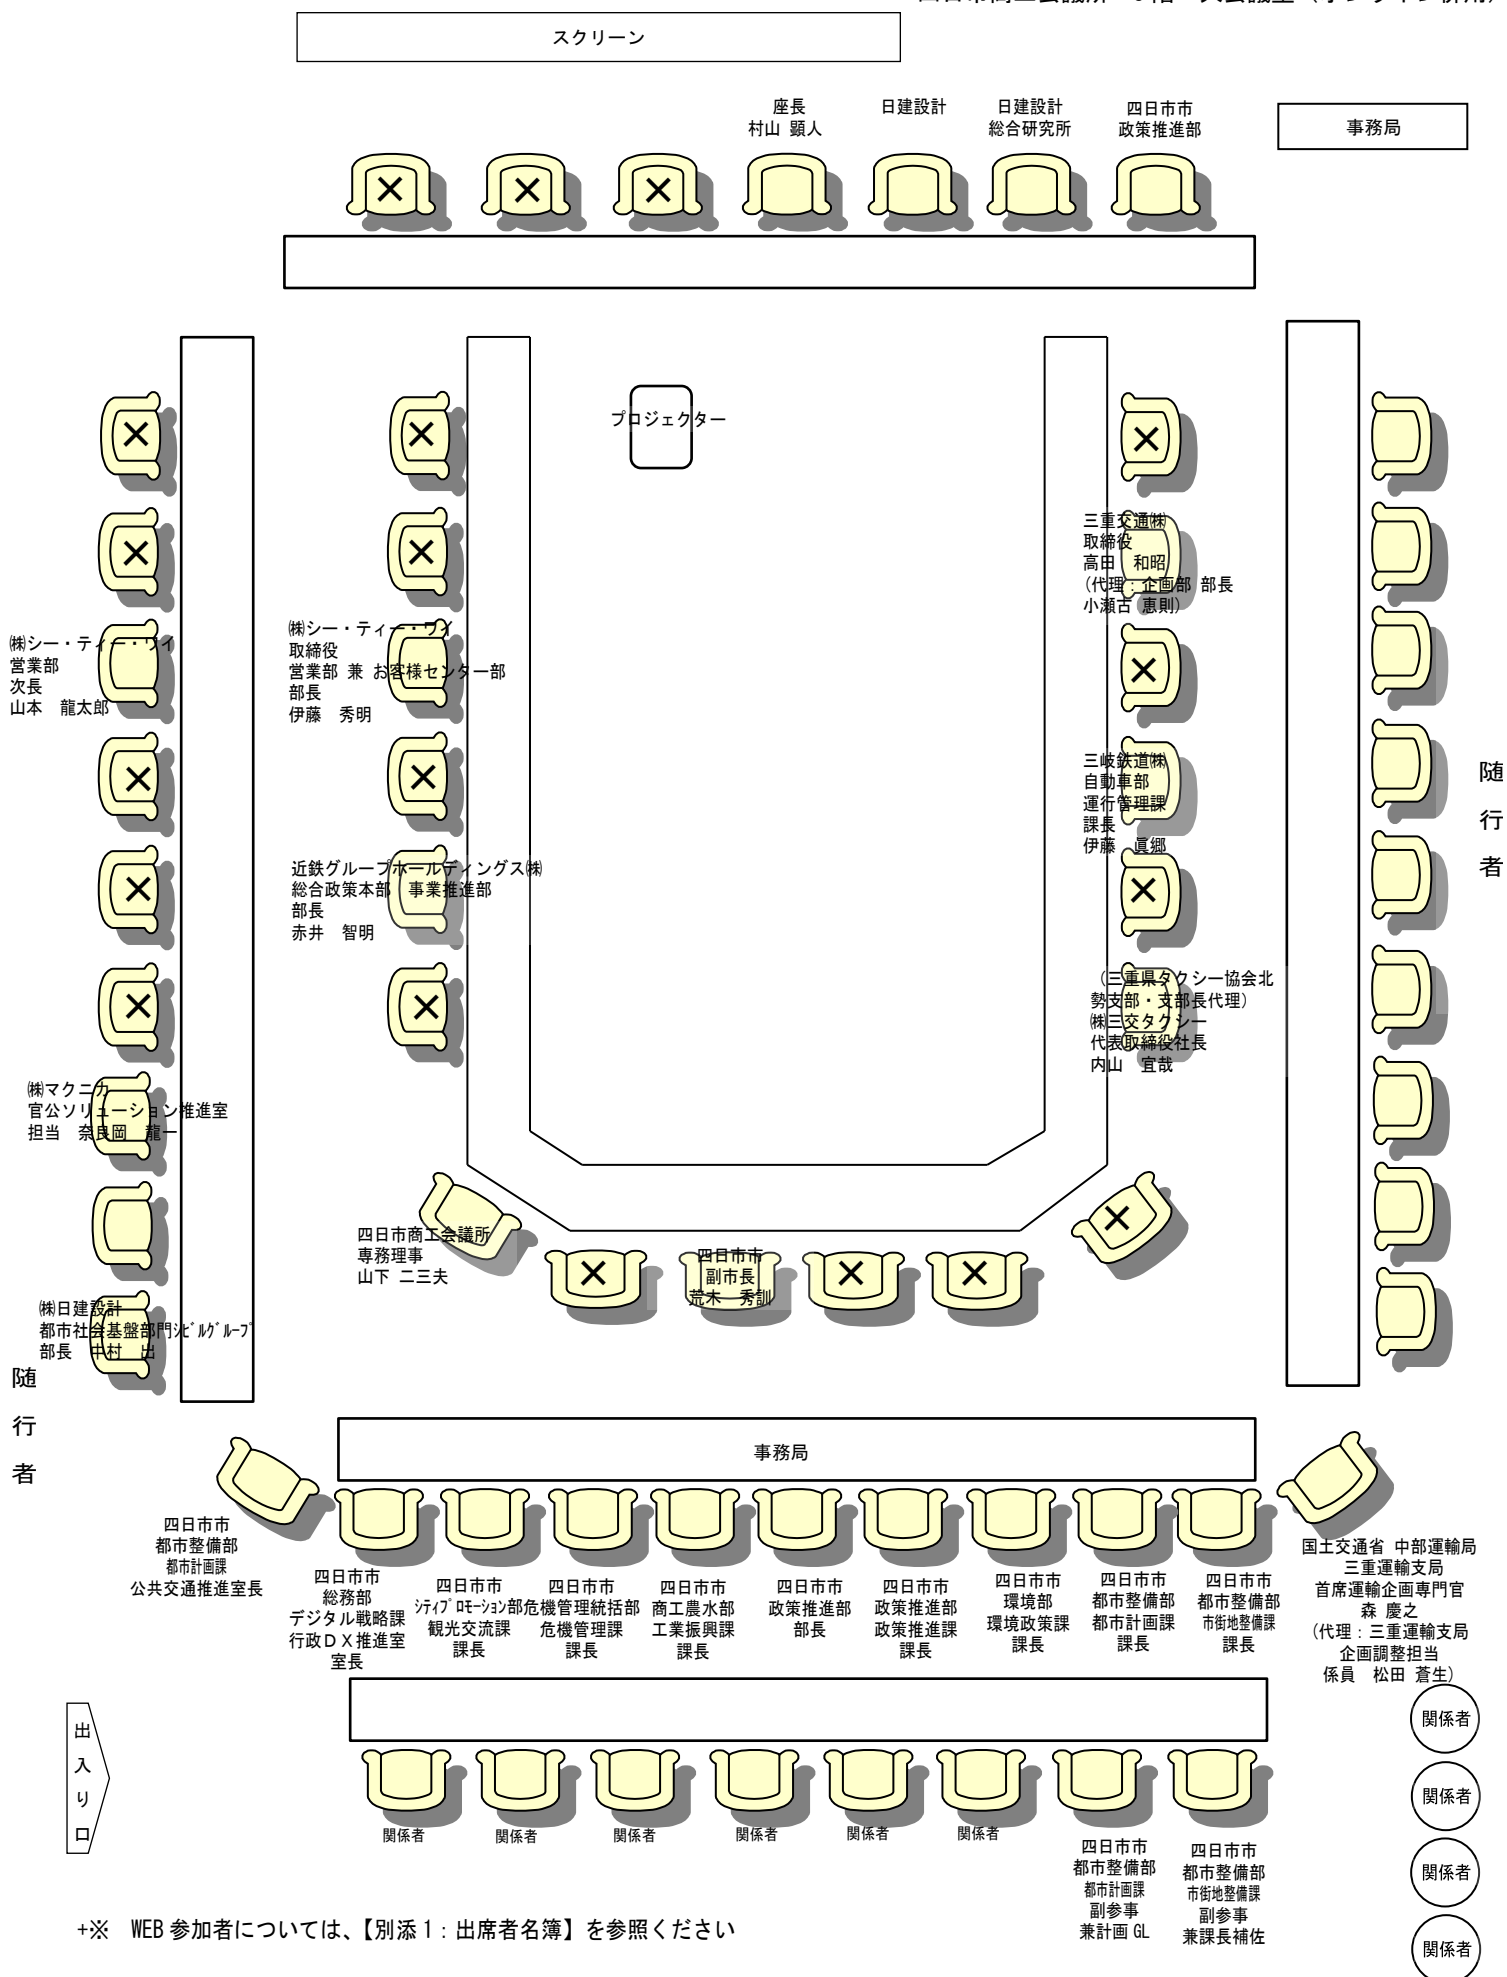 スクリーン
座長
村山 顕人
日建設計
日建設計
総合研究所
四日市市
政策推進部
事務局
プロジェクター
㈱シー・ティー・ワイ
営業部
次長
山本 龍太郎
㈱シー・ティー・ワイ
取締役
営業部 兼 お客様センター部
部長
伊藤 秀明
三重交通㈱
取締役
高田 和昭
(代理：企画部 部長
小瀬古 恵則)
三岐鉄道㈱
自動車部
運行管理課
課長
伊藤 眞郷
随行者
近鉄グループホールディングス㈱
総合政策本部 事業推進部
部長
赤井 智明
(三重県タクシー協会北
勢支部・支部長代理)
㈱三交タクシー
代表取締役社長
内山 宜哉
㈱マクニカ
官公ソリューション推進室
担当 奈良岡 龍一
四日市商工会議所
専務理事
山下 二三夫
四日市市
副市長
荒木 秀訓
㈱日建設計
都市社会基盤部門ｼﾋﾞﾙｸﾞﾙｰﾌﾟ
部長 中村 出
随行者
事務局
四日市市
都市整備部
都市計画課
公共交通推進室長
四日市市
総務部
デジタル戦略課
行政ＤＸ推進室
室長
四日市市
ｼﾃｨﾌﾟﾛﾓｰｼｮﾝ部
観光交流課
課長
四日市市
危機管理統括部
危機管理課
課長
四日市市
商工農水部
工業振興課
課長
四日市市
政策推進部
部長
四日市市
政策推進部
政策推進課
課長
四日市市
環境部
環境政策課
課長
四日市市
都市整備部
都市計画課
課長
四日市市
都市整備部
市街地整備課
課長
国土交通省 中部運輸局
三重運輸支局
首席運輸企画専門官
森 慶之
(代理：三重運輸支局
企画調整担当
係員 松田 蒼生)
出入り口
関係者
関係者
関係者
関係者
関係者
関係者
四日市市
都市整備部
都市計画課
副参事
兼計画 GL
四日市市
都市整備部
市街地整備課
副参事
兼課長補佐
関係者
関係者
関係者
関係者
+※ WEB 参加者については、【別添 1：出席者名簿】を参照ください